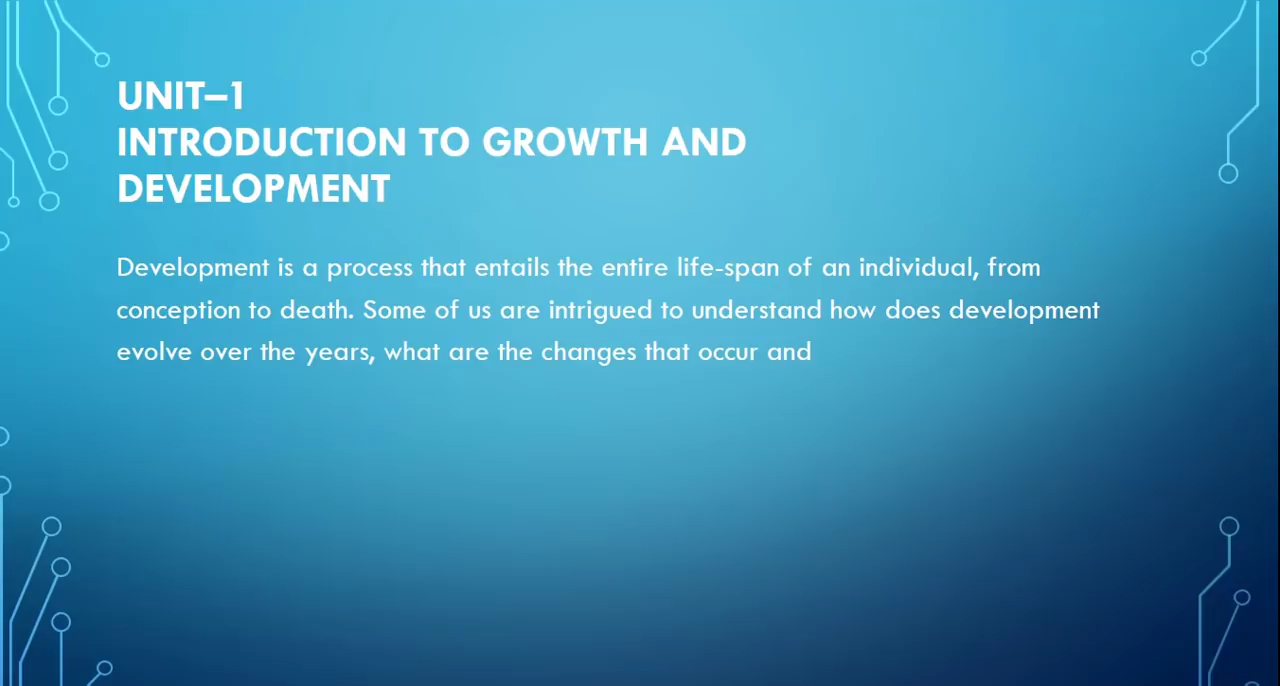 UNIT–1
INTRODUCTION TO GROWTH AND
DEVELOPMENT
Development is a process that entails the entire life-span of an individual, from
conception to death. Some of us are intrigued to understand how does development
evolve over the years, what are the changes that occur and